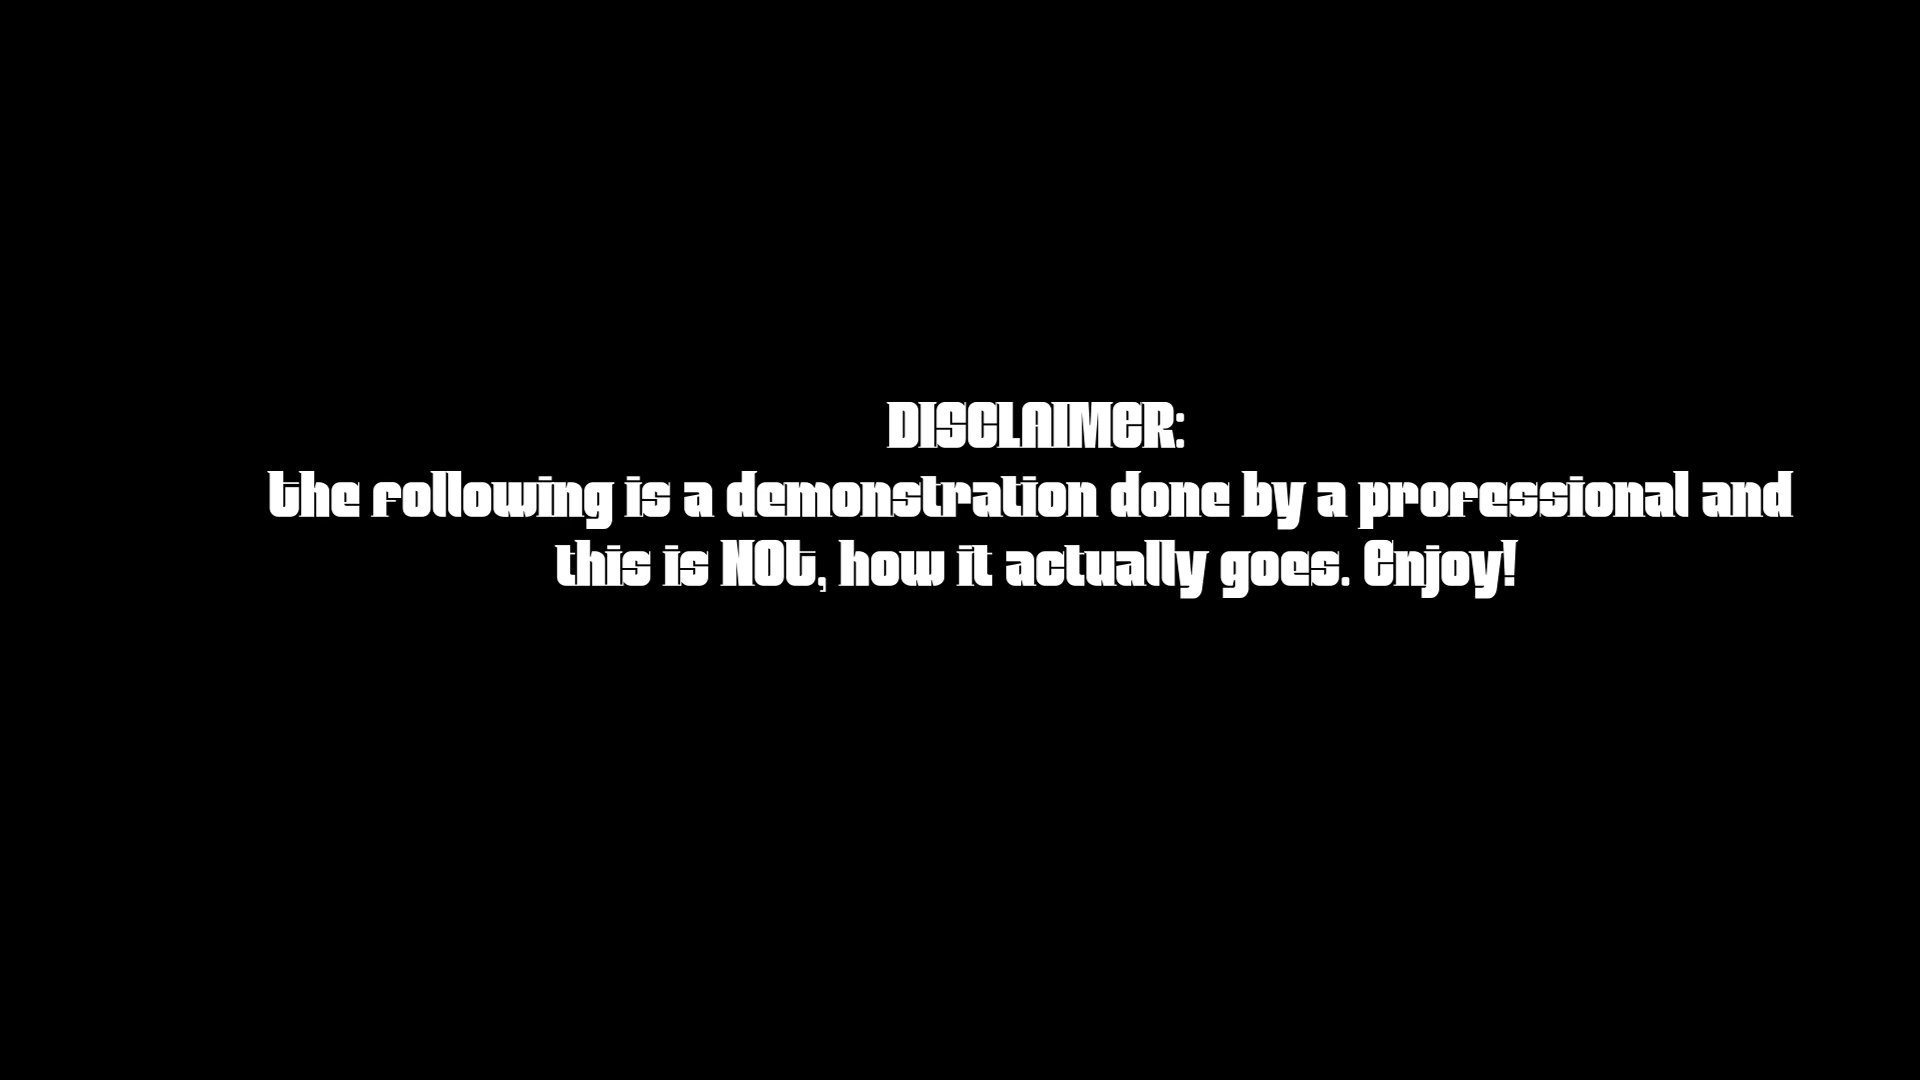 DISCLAIMER:
the following is a demonstration done by a professional and
this is NOt, how it actually goes. Enjoy!